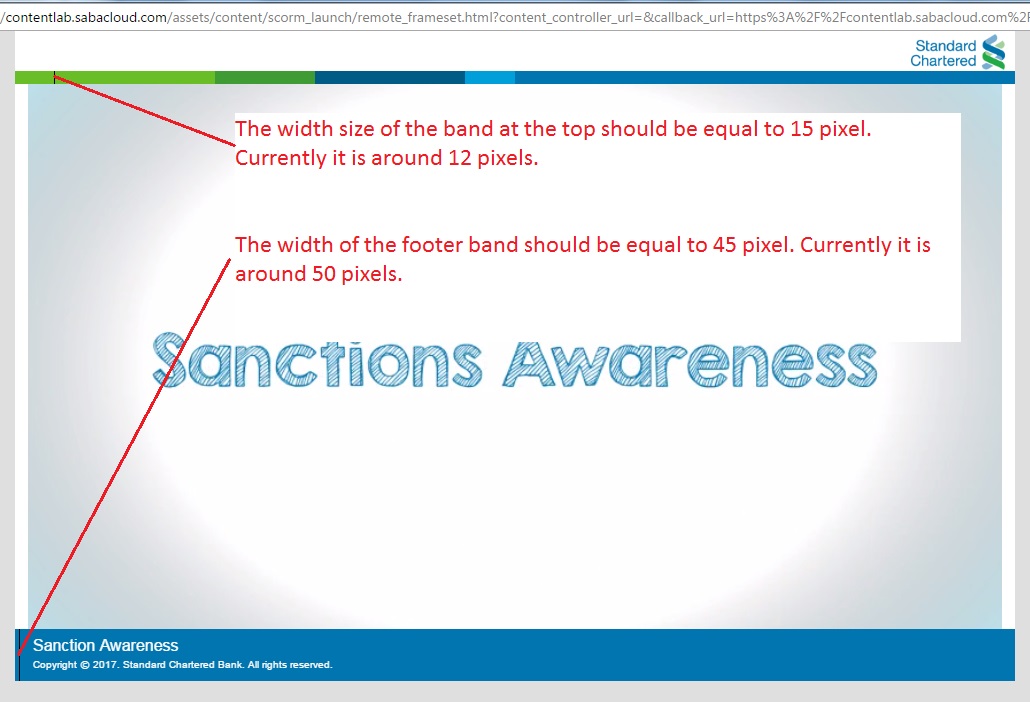 /contentlab.sabacloud.com/assets/content/scorm_launch/remote_frameset.html?content_controller_url=&callback_url=https%3A%2F%2Fcontentlab.sabacloud.com%2F
Standard
Chartered
The width size of the band at the top should be equal to 15 pixel.
Currently it is around 12 pixels.
The width of the footer band should be equal to 45 pixel. Currently it is
around 50 pixels.
Sanctions Awareness
Sanction Awareness
Copyright © 2017. Standard Chartered Bank. All rights reserved.